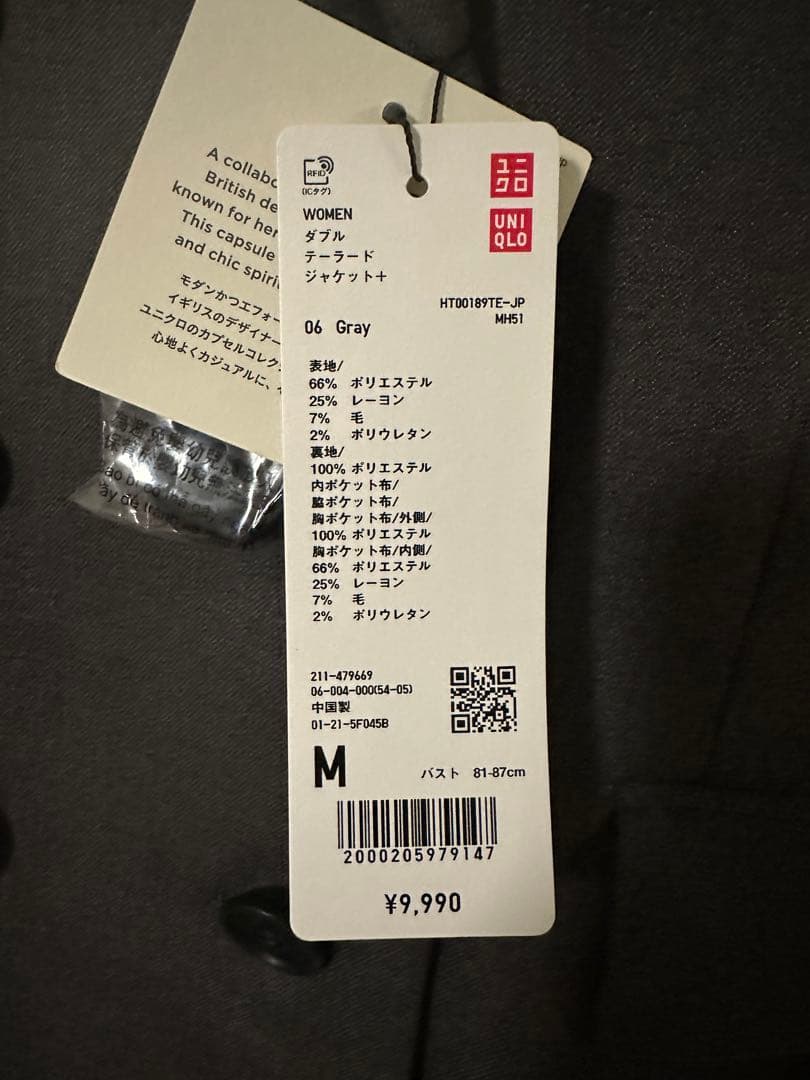 A collabo
British de
known for her
This capsule
and chic spiri
モダンかつエフォー
イギリスのデザイナー
ユニクロのカプセルコレク
心地よくカジュアルに、
RFID
(ICタグ)
ユニ
クロ
UNI
QLO
WOMEN
ダブル
テーラード
ジャケット+
HT00189TE-JP
MH51
06 Gray
表地/
66% ポリエステル
25% レーヨン
7% 毛
2% ポリウレタン
裏地/
100% ポリエステル
内ポケット布/
脇ポケット布/
胸ポケット布/外側/
100% ポリエステル
胸ポケット布/内側/
66% ポリエステル
25% レーヨン
7% 毛
2% ポリウレタン
211-479669
06-004-000(54-05)
中国製
01-21-5F045B
M
バスト 81-87cm
2000205979147
¥9,990